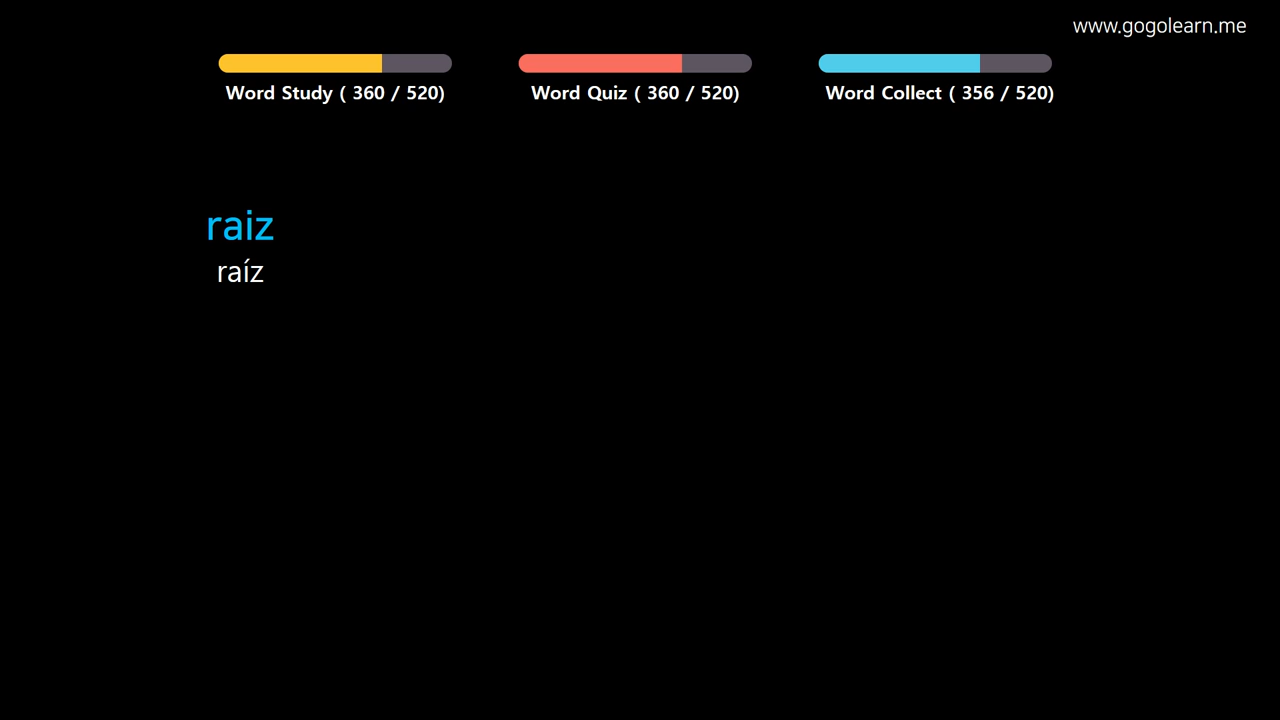 www.gogolearn.me
Word Study ( 360 / 520)
Word Quiz ( 360 / 520)
Word Collect ( 356 / 520)
raiz
raíz